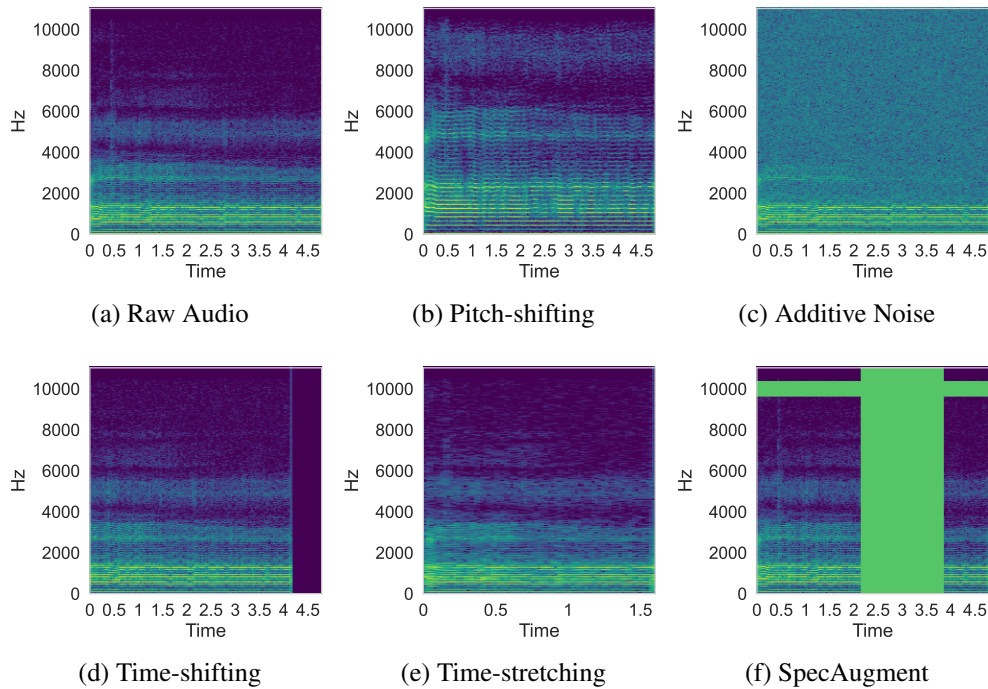 10000
8000
6000
4000
2000
0
Hz
0 0.5 1 1.5 2 2.5 3 3.5 4 4.5
Time
(a) Raw Audio
10000
8000
6000
4000
2000
0
Hz
0 0.5 1 1.5 2 2.5 3 3.5 4 4.5
Time
(b) Pitch-shifting
10000
8000
6000
4000
2000
0
Hz
0 0.5 1 1.5 2 2.5 3 3.5 4 4.5
Time
(c) Additive Noise
10000
8000
6000
4000
2000
0
Hz
0 0.5 1 1.5 2 2.5 3 3.5 4 4.5
Time
(d) Time-shifting
10000
8000
6000
4000
2000
0
Hz
0 0.5 1 1.5
Time
(e) Time-stretching
10000
8000
6000
4000
2000
0
Hz
0 0.5 1 1.5 2 2.5 3 3.5 4 4.5
Time
(f) SpecAugment